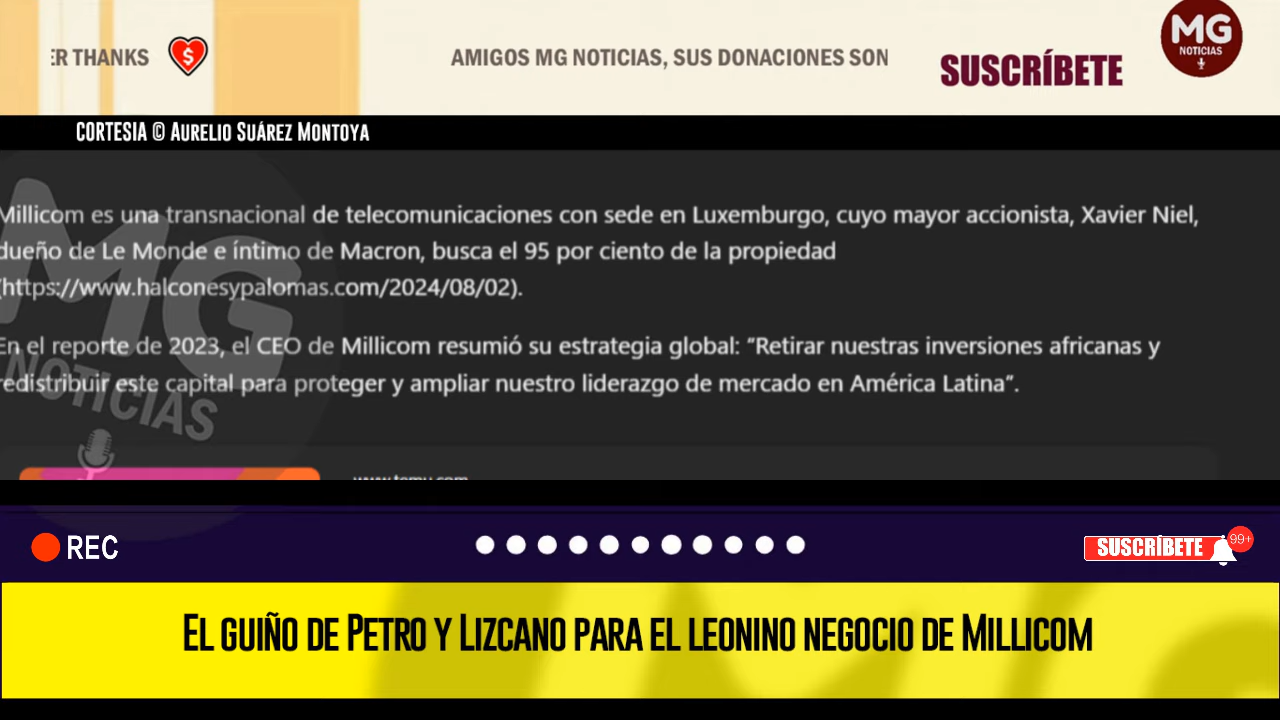 ER THANKS
AMIGOS MG NOTICIAS, SUS DONACIONES SON
SUSCRÍBETE
MG
NOTICIAS
CORTESIA © AURELIO SUÁREZ MONTOYA
Millicom es una transnacional de telecomunicaciones con sede en Luxemburgo, cuyo mayor accionista, Xavier Niel,
dueño de Le Monde e íntimo de Macron, busca el 95 por ciento de la propiedad
(https://www.halconesypalomas.com/2024/08/02).
En el reporte de 2023, el CEO de Millicom resumió su estrategia global: “Retirar nuestras inversiones africanas y
redistribuir este capital para proteger y ampliar nuestro liderazgo de mercado en América Latina”.
MG
NOTICIAS
www.temu.com
REC
SUSCRÍBETE
99+
EL GUIÑO DE PETRO Y LIZCANO PARA EL LEONINO NEGOCIO DE MILLICOM